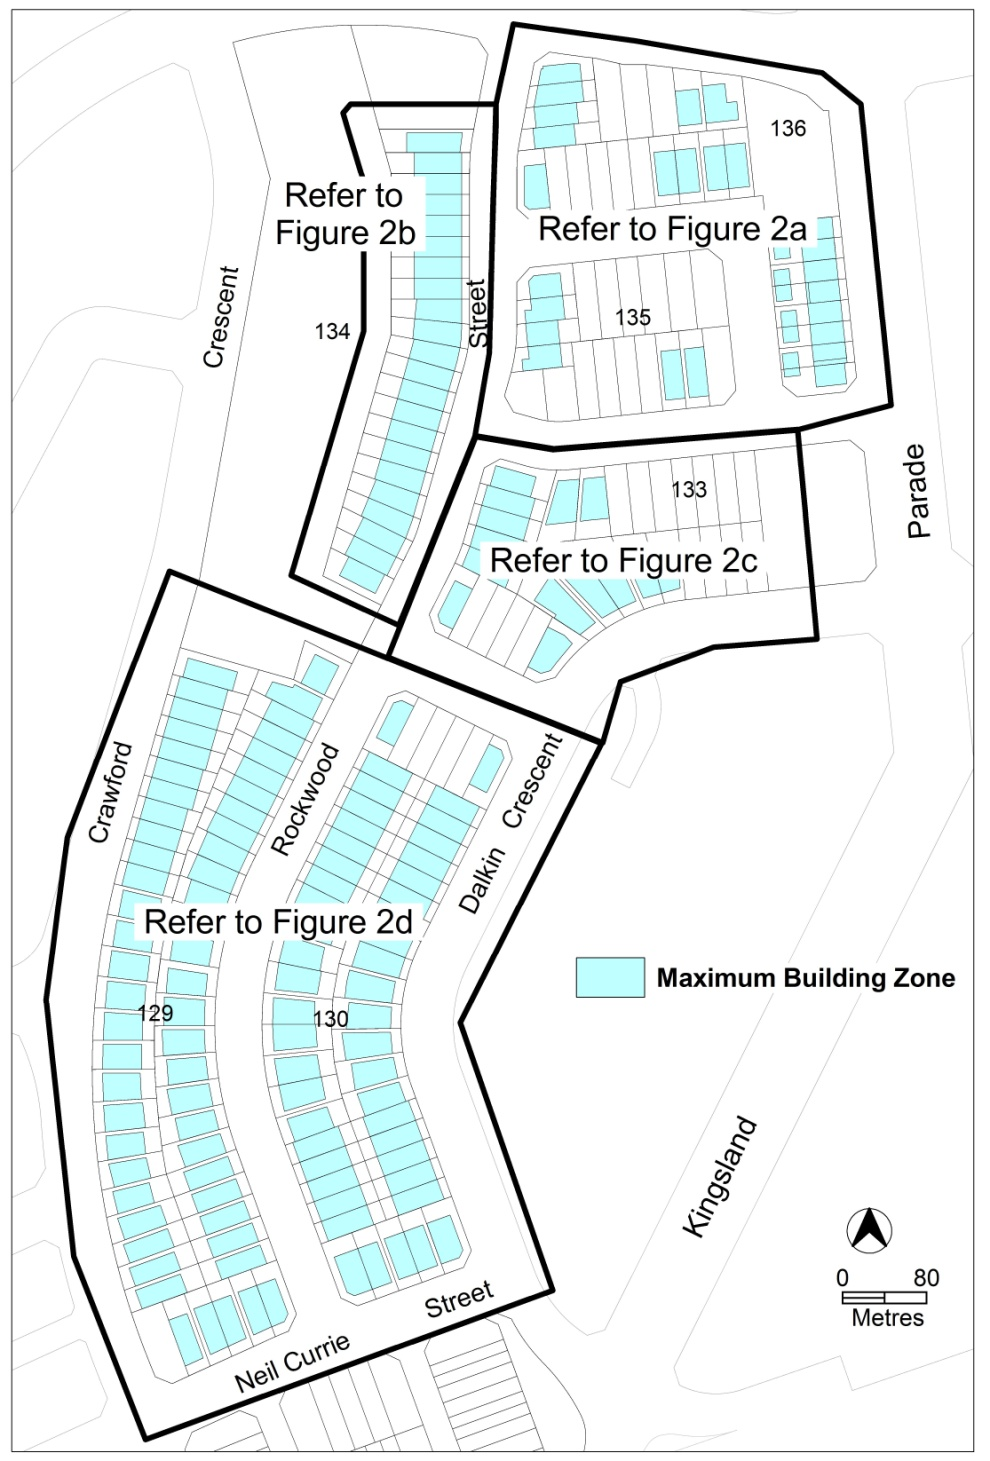 136
Refer to
Figure 2b
Refer to Figure 2a
Crescent
Street
134
135
Parade
133
Refer to Figure 2c
Crawford
Rockwood
Crescent
Dalkin
Refer to Figure 2d
Maximum Building Zone
129
130
Kingsland
0 80
Metres
Street
Neil Currie